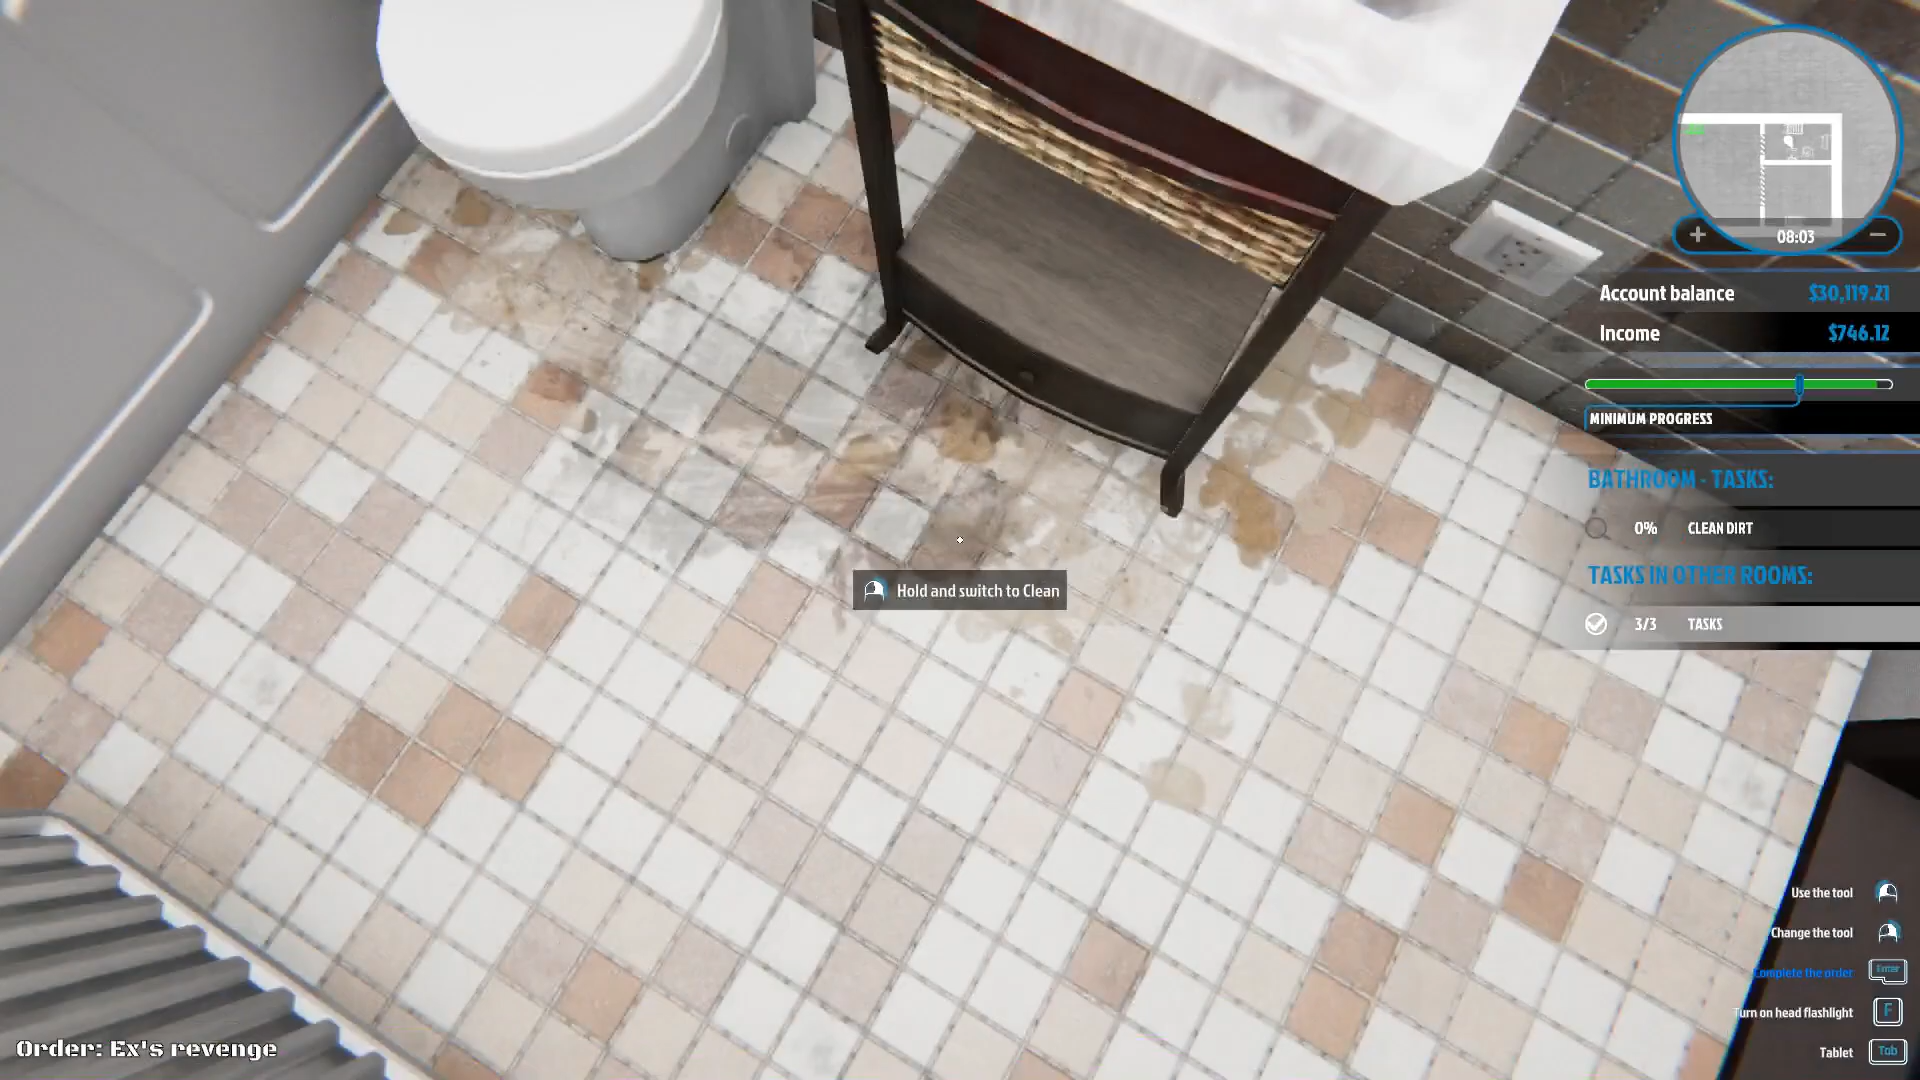 08:03
Account balance $30,119.21
Income $746.12
MINIMUM PROGRESS
BATHROOM - TASKS:
0% CLEAN DIRT
TASKS IN OTHER ROOMS:
3/3 TASKS
Hold and switch to Clean
Use the tool
Change the tool
Complete the order Enter
Turn on head flashlight F
Tablet Tab
Order: Ex's revenge